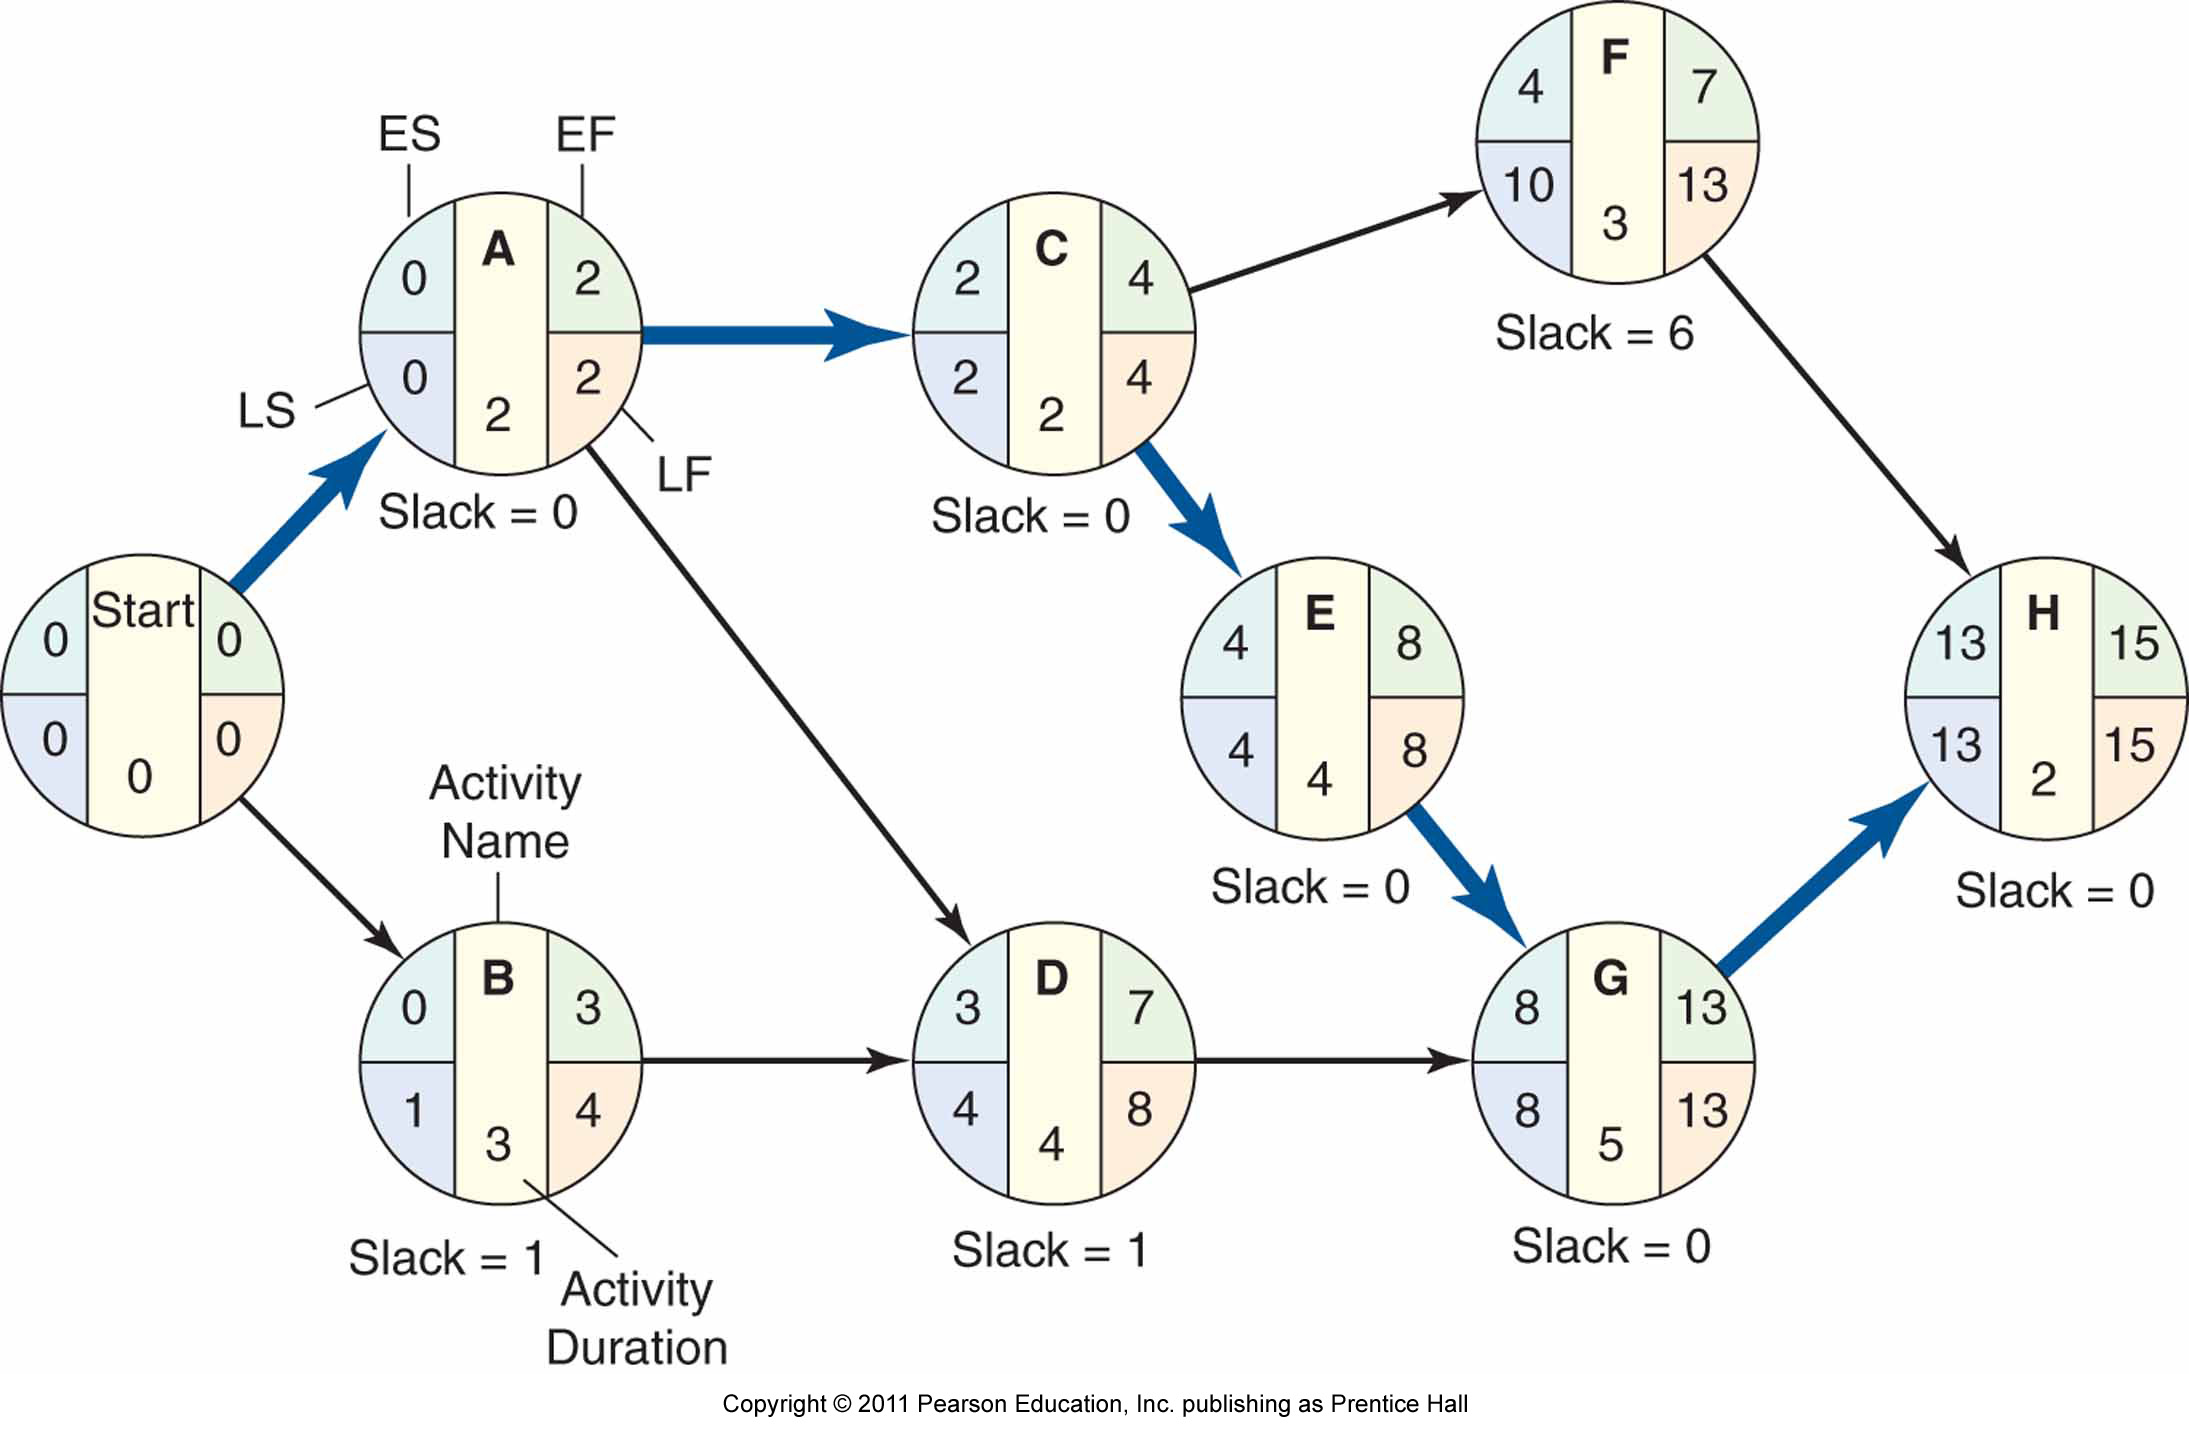 F
4
7
10
13
3
Slack = 6
ES
EF
A
0
2
0
2
2
LS
LF
Slack = 0
C
2
4
2
4
2
Slack = 0
Start
0
0
0
0
0
E
4
8
4
8
4
Slack = 0
H
13
15
13
15
2
Slack = 0
Activity
Name
B
0
3
1
4
3
Slack = 1
Activity
Duration
D
3
7
4
8
4
Slack = 1
G
8
13
8
13
5
Slack = 0
Copyright © 2011 Pearson Education, Inc. publishing as Prentice Hall